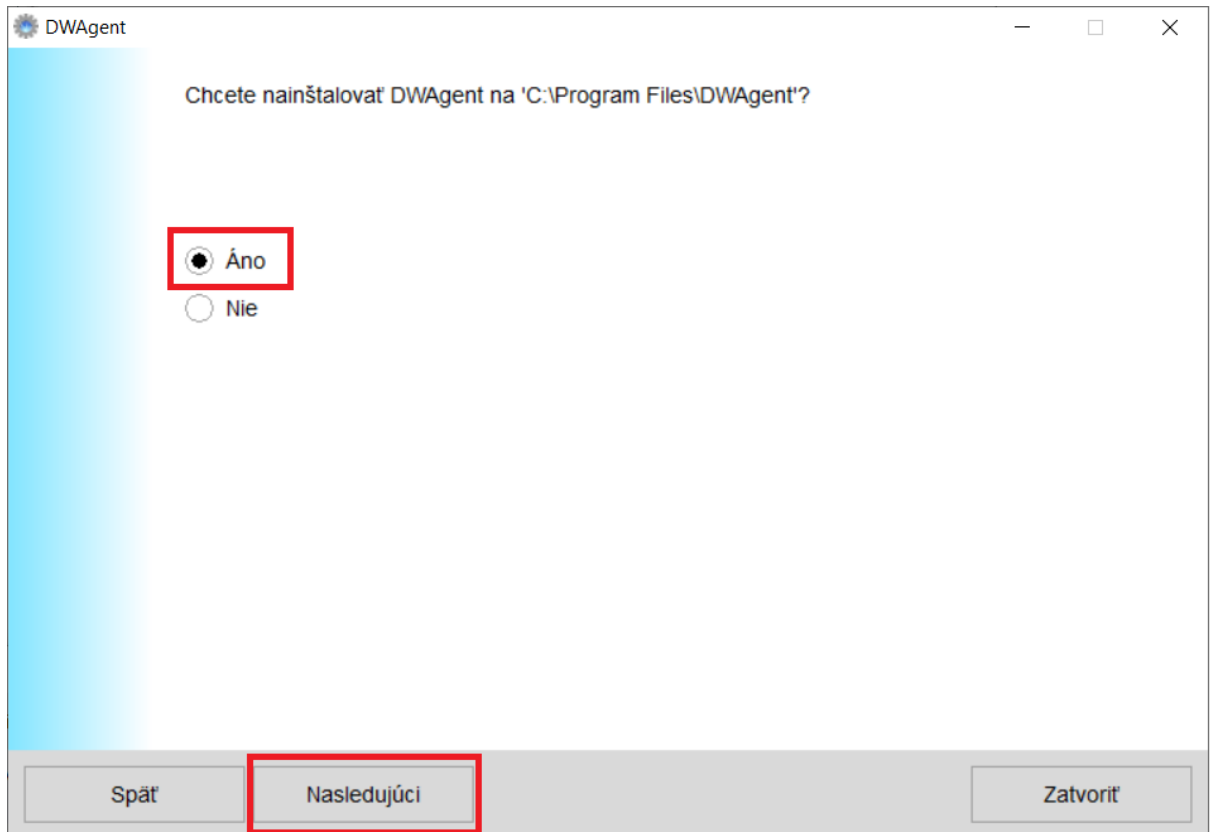 DWAgent
Chcete nainštalovať DWAgent na 'C:\Program Files\DWAgent'?
Áno
Nie
Späť
Nasledujúci
Zatvoriť